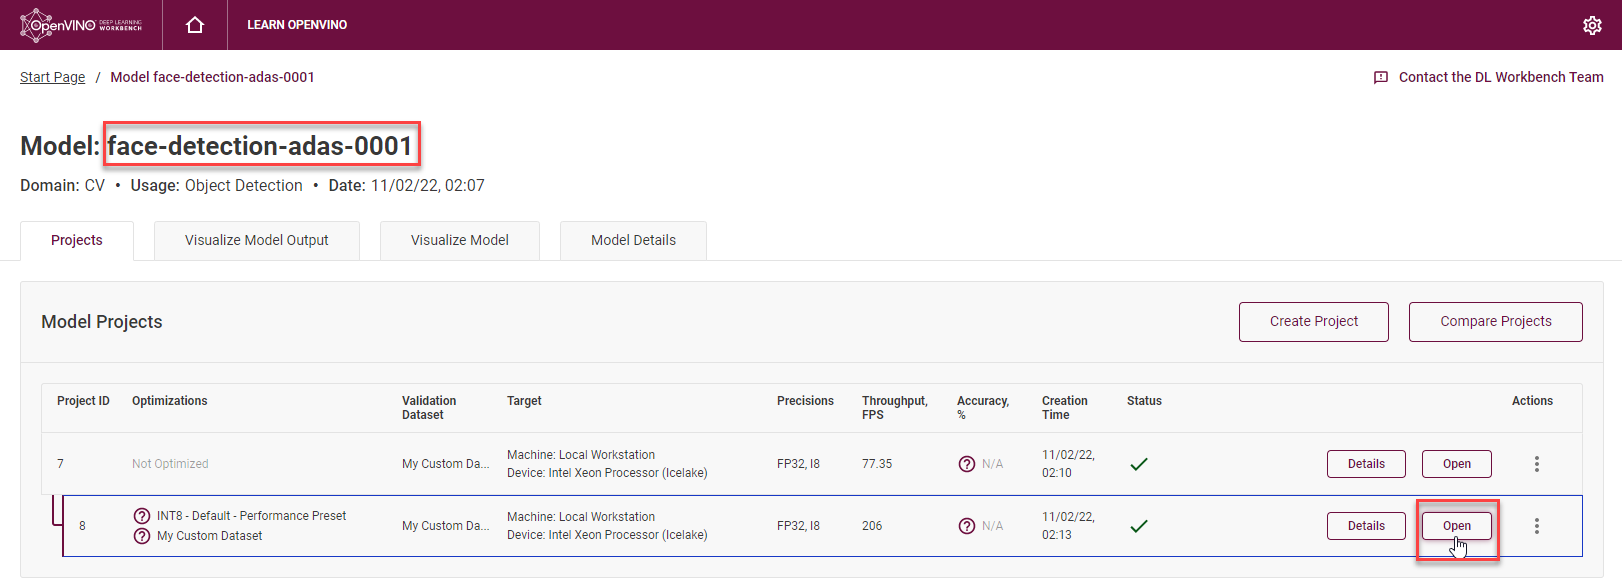 OpenVINO DEEP LEARNING WORKBENCH
LEARN OPENVINO
Start Page / Model face-detection-adas-0001
Contact the DL Workbench Team
Model: face-detection-adas-0001
Domain: CV • Usage: Object Detection • Date: 11/02/22, 02:07
Projects
Visualize Model Output
Visualize Model
Model Details
Model Projects
Create Project
Compare Projects
Project ID Optimizations Validation Dataset Target Precisions Throughput, FPS Accuracy, % Creation Time Status Actions
7 Not Optimized My Custom Da... Machine: Local Workstation FP32, I8 77.35 ? N/A 11/02/22, 02:10 Details Open
Device: Intel Xeon Processor (Icelake)
8 ? INT8 - Default - Performance Preset My Custom Da... Machine: Local Workstation FP32, I8 206 ? N/A 11/02/22, 02:13 Details Open
? My Custom Dataset Device: Intel Xeon Processor (Icelake)